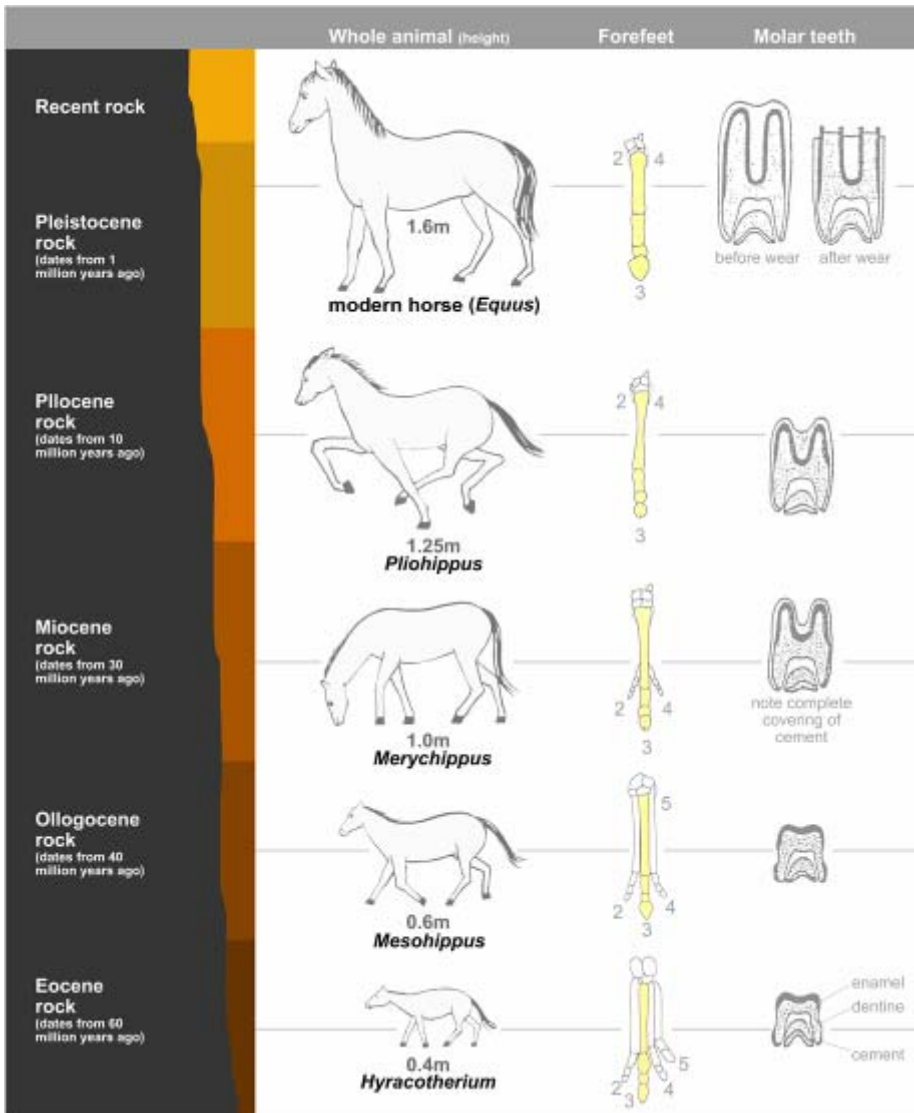 Whole animal (height) Forefeet Molar teeth
Recent rock
2 4
1.6m
Pleistocene
rock
(dates from 1
million years ago)
before wear after wear
3
modern horse (Equus)
Pliocene
rock
(dates from 10
million years ago)
2 4
3
1.25m
Pliohippus
Miocene
rock
(dates from 30
million years ago)
2 4
3
note complete
covering of
cement
1.0m
Merychippus
Ollogocene
rock
(dates from 40
million years ago)
5
2 4
3
0.6m
Mesohippus
Eocene
rock
(dates from 60
million years ago)
enamel
dentine
cement
5
2 4
3
0.4m
Hyracotherium